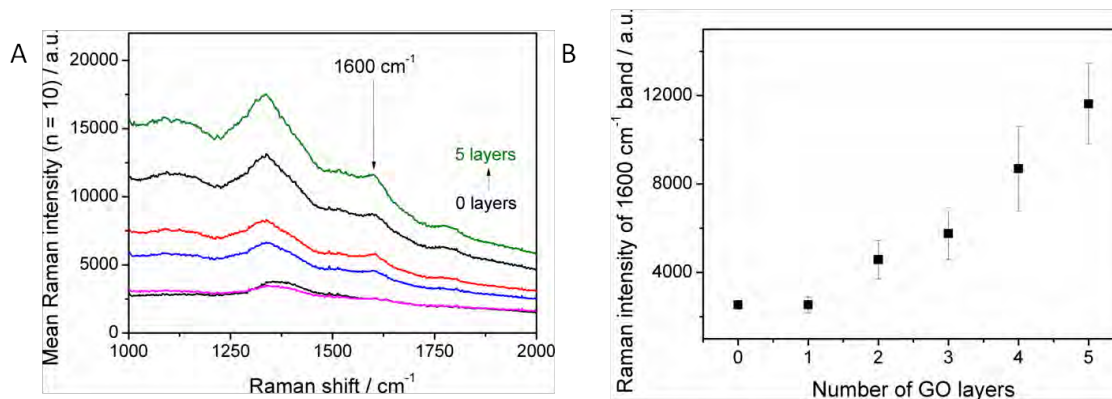 A
Mean Raman intensity (n = 10) / a.u.
20000
15000
10000
5000
0
1000
1250
1500
1750
2000
Raman shift / cm⁻¹
1600 cm⁻¹
5 layers
0 layers
B
Raman intensity of 1600 cm⁻¹ band / a.u.
12000
8000
4000
0
1
2
3
4
5
Number of GO layers